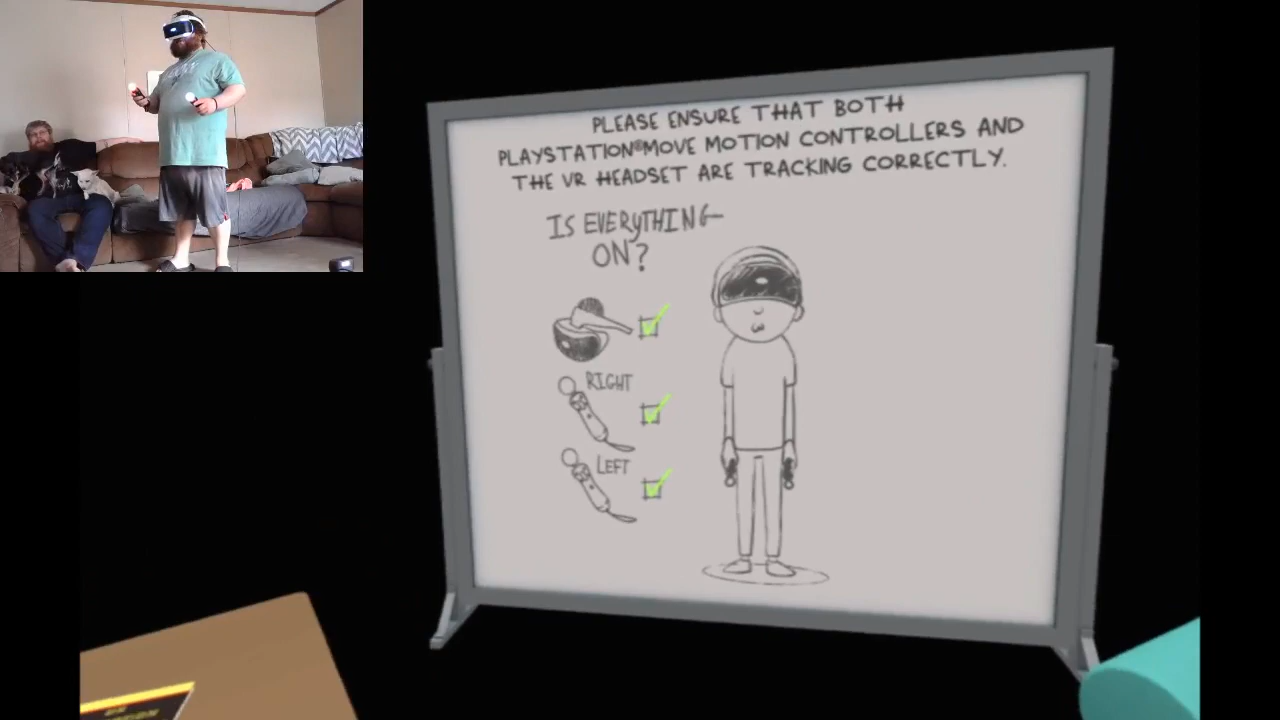 PLEASE ENSURE THAT BOTH
PLAYSTATION®MOVE MOTION CONTROLLERS AND
THE VR HEADSET ARE TRACKING CORRECTLY.
IS EVERYTHING
ON?
RIGHT
LEFT